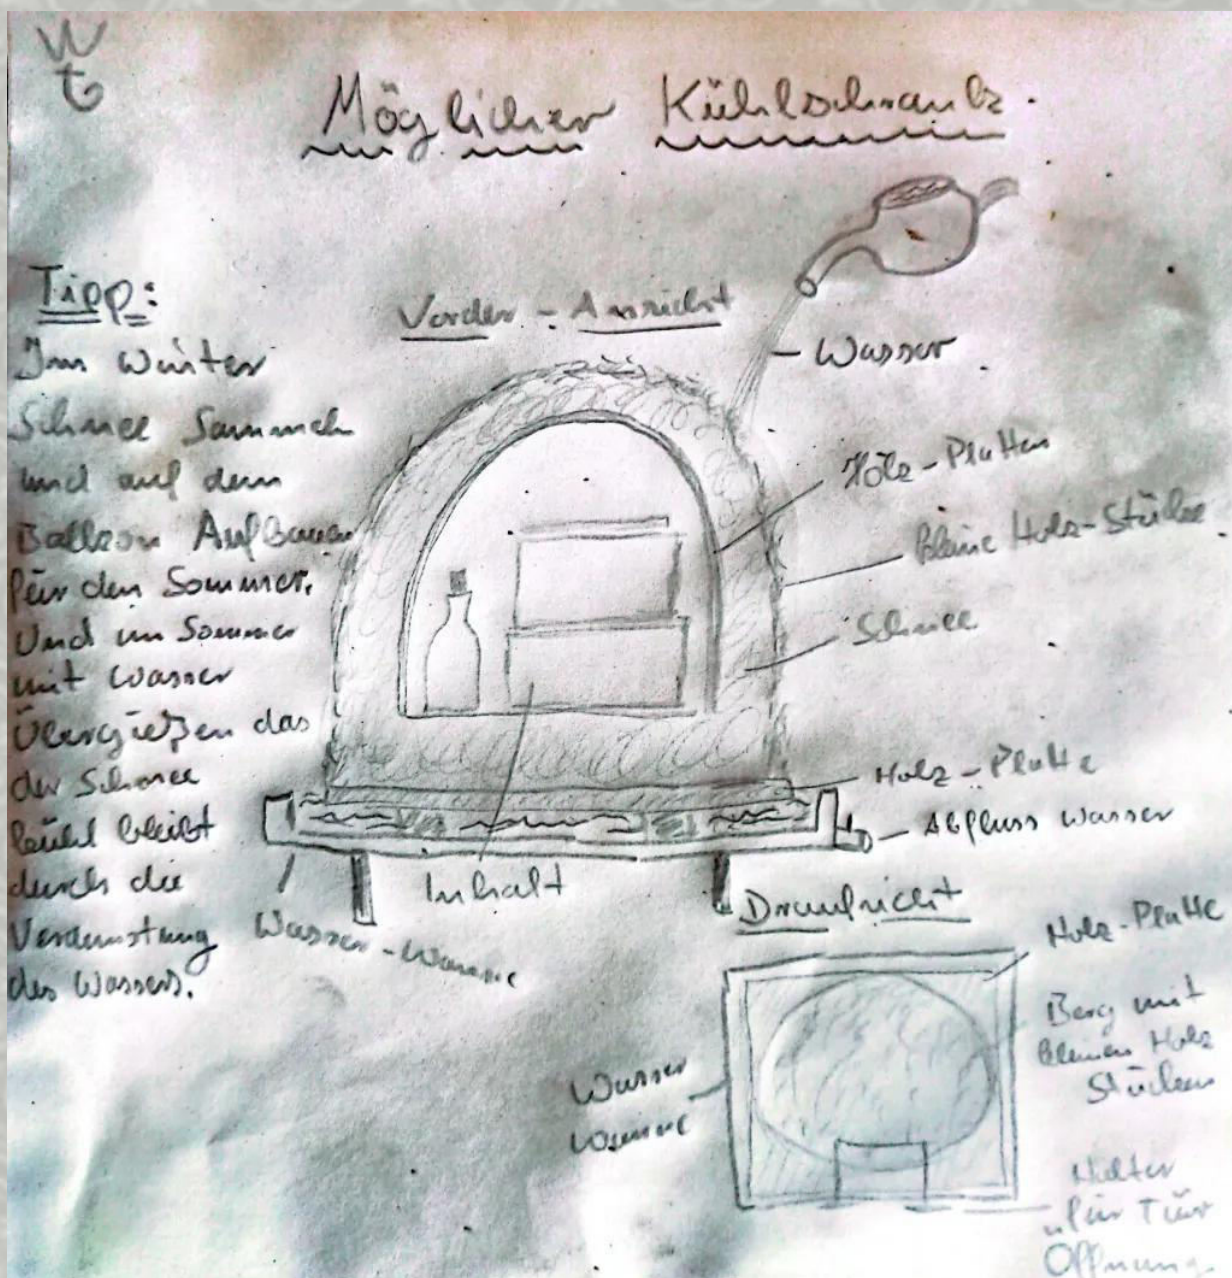 W
t
Möglicher Kühlschrank.
Tipp:
Im Winter
Schnee Sammeln
und auf dem
Balkon Aufbauen
für den Sommer.
Und im Sommer
mit Wasser
Übergießen das
der Schnee
kühl bleibt
durch die
Verdunstung
des Wassers.
Vorder-Ansicht
Wasser
Holz-Platten
kleine Holz-Stücke
Schnee
Holz-Platte
Abfluss Wasser
Inhalt
Wasser-Wanne
Draufsicht
Holz-Platte
Berg mit
kleinen Holz
Stücken
Wasser
wanne
für Tür
Öffnung